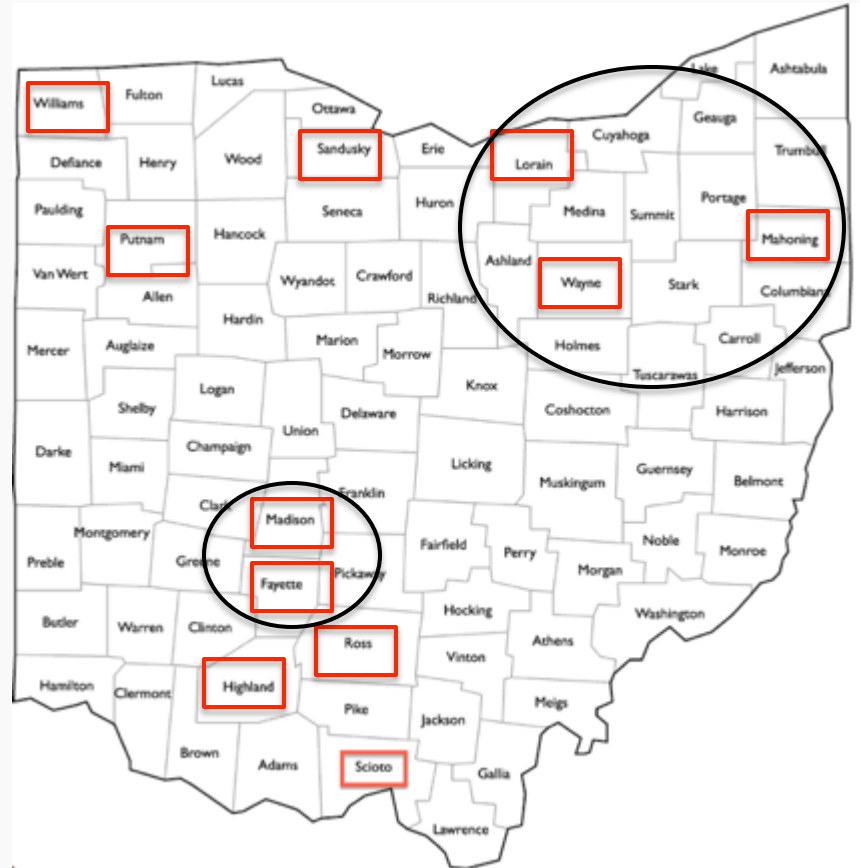 Lake
Ashtabula
Lucas
Fulton
Williams
Ottawa
Geauga
Cuyahoga
Sandusky
Erie
Trumbull
Defiance
Henry
Wood
Lorain
Portage
Paulding
Seneca
Huron
Medina
Summit
Putnam
Hancock
Mahoning
Van Wert
Ashland
Wyandot
Crawford
Wayne
Stark
Columbiana
Allen
Richland
Hardin
Marion
Holmes
Carroll
Mercer
Auglaize
Morrow
Jefferson
Tuscarawas
Logan
Knox
Shelby
Delaware
Coshocton
Harrison
Union
Champaign
Darke
Miami
Licking
Guernsey
Muskingum
Belmont
Franklin
Clark
Madison
Montgomery
Fairfield
Noble
Perry
Monroe
Preble
Greene
Pickaway
Morgan
Fayette
Hocking
Washington
Butler
Warren
Clinton
Ross
Athens
Vinton
Hamilton
Clermont
Highland
Meigs
Pike
Jackson
Brown
Adams
Scioto
Gallia
Lawrence